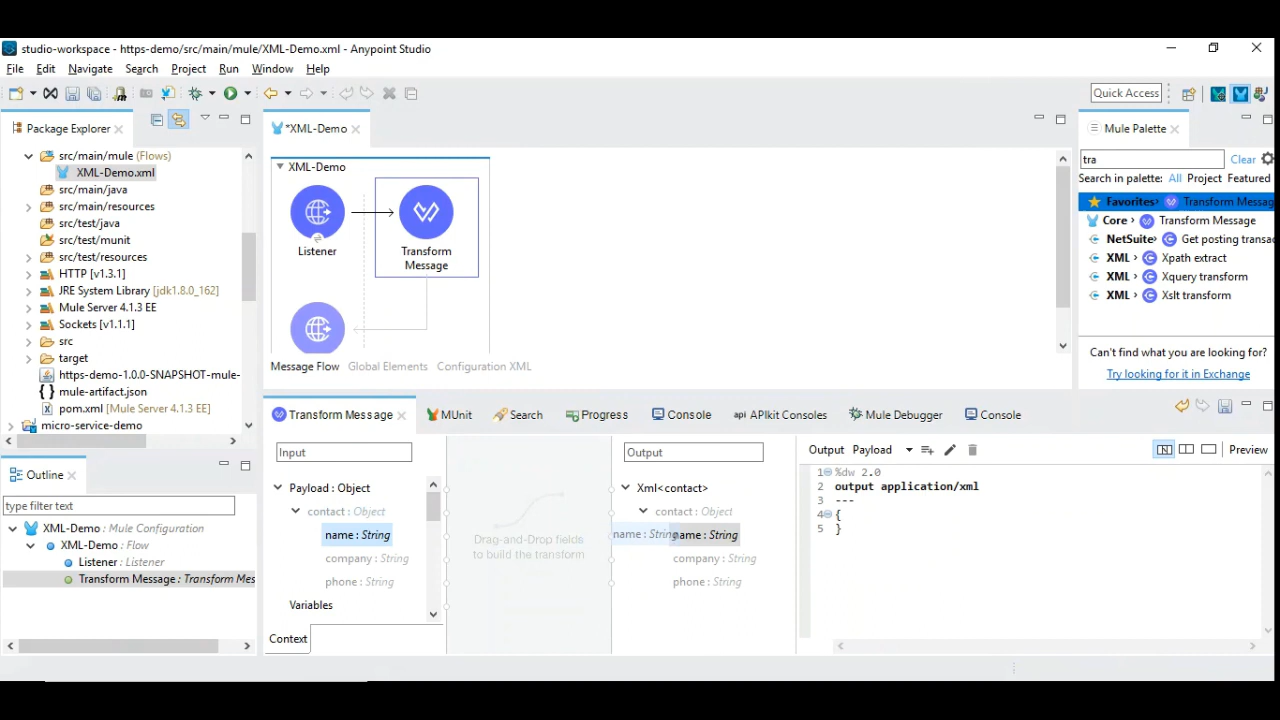 studio-workspace - https-demo/src/main/mule/XML-Demo.xml - Anypoint Studio
File Edit Navigate Search Project Run Window Help
Quick Access
Package Explorer
src/main/mule (Flows)
XML-Demo.xml
src/main/java
src/main/resources
src/test/java
src/test/munit
src/test/resources
HTTP [v1.3.1]
JRE System Library [jdk1.8.0_162]
Mule Server 4.1.3 EE
Sockets [v1.1.1]
src
target
https-demo-1.0.0-SNAPSHOT-mule-
mule-artifact.json
pom.xml [Mule Server 4.1.3 EE]
micro-service-demo
Outline
type filter text
XML-Demo : Mule Configuration
XML-Demo : Flow
Listener : Listener
Transform Message : Transform Mes
*XML-Demo
XML-Demo
Listener
Transform
Message
Message Flow Global Elements Configuration XML
Mule Palette
tra
Clear
Search in palette: All Project Featured
Favorites> Transform Messag
Core > Transform Message
NetSuite> Get posting transac
XML > Xpath extract
XML > Xquery transform
XML > Xslt transform
Can't find what you are looking for?
Try looking for it in Exchange
Transform Message MUnit Search Progress Console api APIkit Consoles Mule Debugger Console
Input
Payload : Object
contact : Object
name : String
company : String
phone : String
Variables
Context
Drag-and-Drop fields
to build the transform
Output
Xml<contact>
contact : Object
name : String
name : String
company : String
phone : String
Output Payload
Preview
1 %dw 2.0
2 output application/xml
3 ---
4 {
5 }